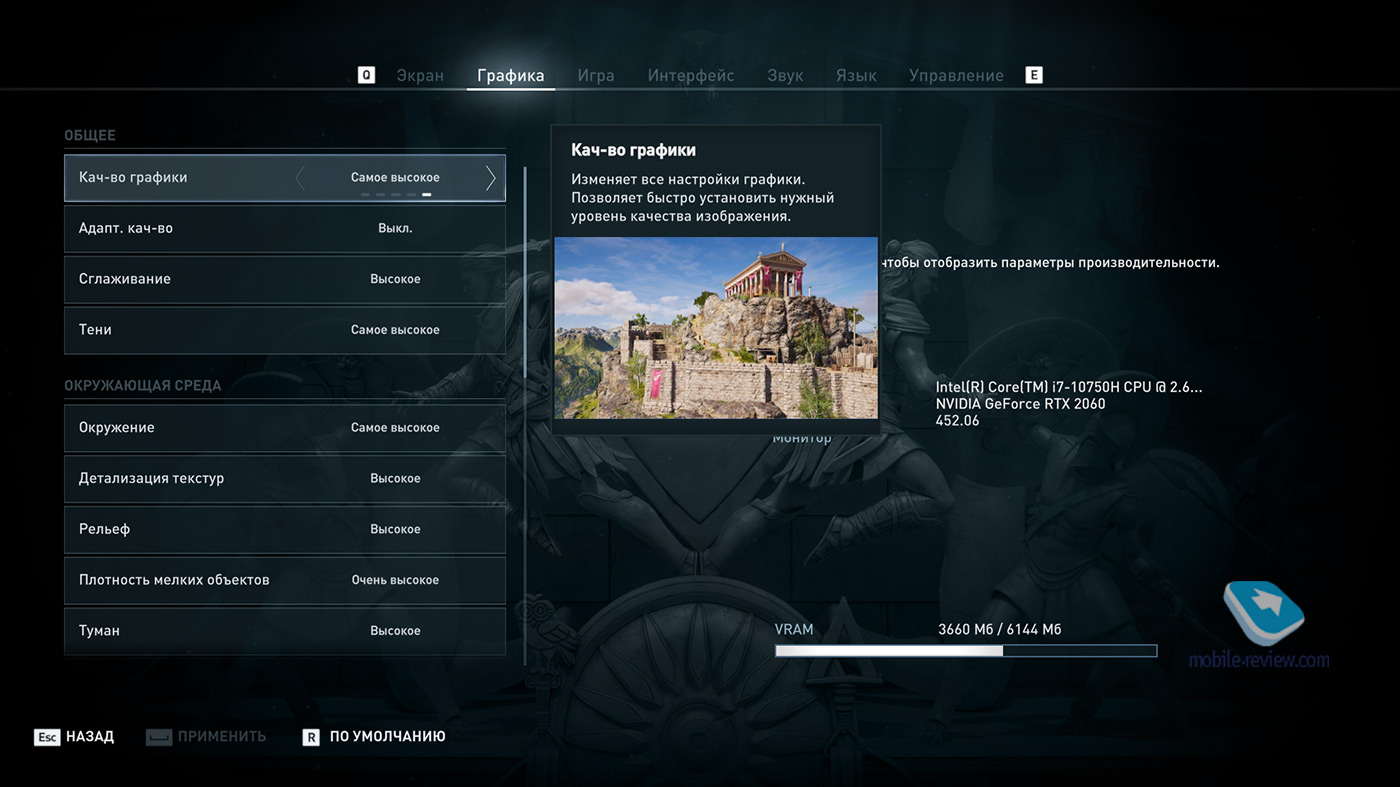 Q Экран Графика Игра Интерфейс Звук Язык Управление E
ОБЩЕЕ
Кач-во графики Самое высокое
Адапт. кач-во Выкл.
Сглаживание Высокое
Тени Самое высокое
ОКРУЖАЮЩАЯ СРЕДА
Окружение Самое высокое
Детализация текстур Высокое
Рельеф Высокое
Плотность мелких объектов Очень высокое
Туман Высокое
Кач-во графики
Изменяет все настройки графики.
Позволяет быстро установить нужный
уровень качества изображения.
чтобы отобразить параметры производительности.
Intel(R) Core(TM) i7-10750H CPU @ 2.6...
NVIDIA GeForce RTX 2060
452.06
Монитор
VRAM 3660 Мб / 6144 Мб
mobile-review.com
Esc НАЗАД ПРИМЕНИТЬ R ПО УМОЛЧАНИЮ